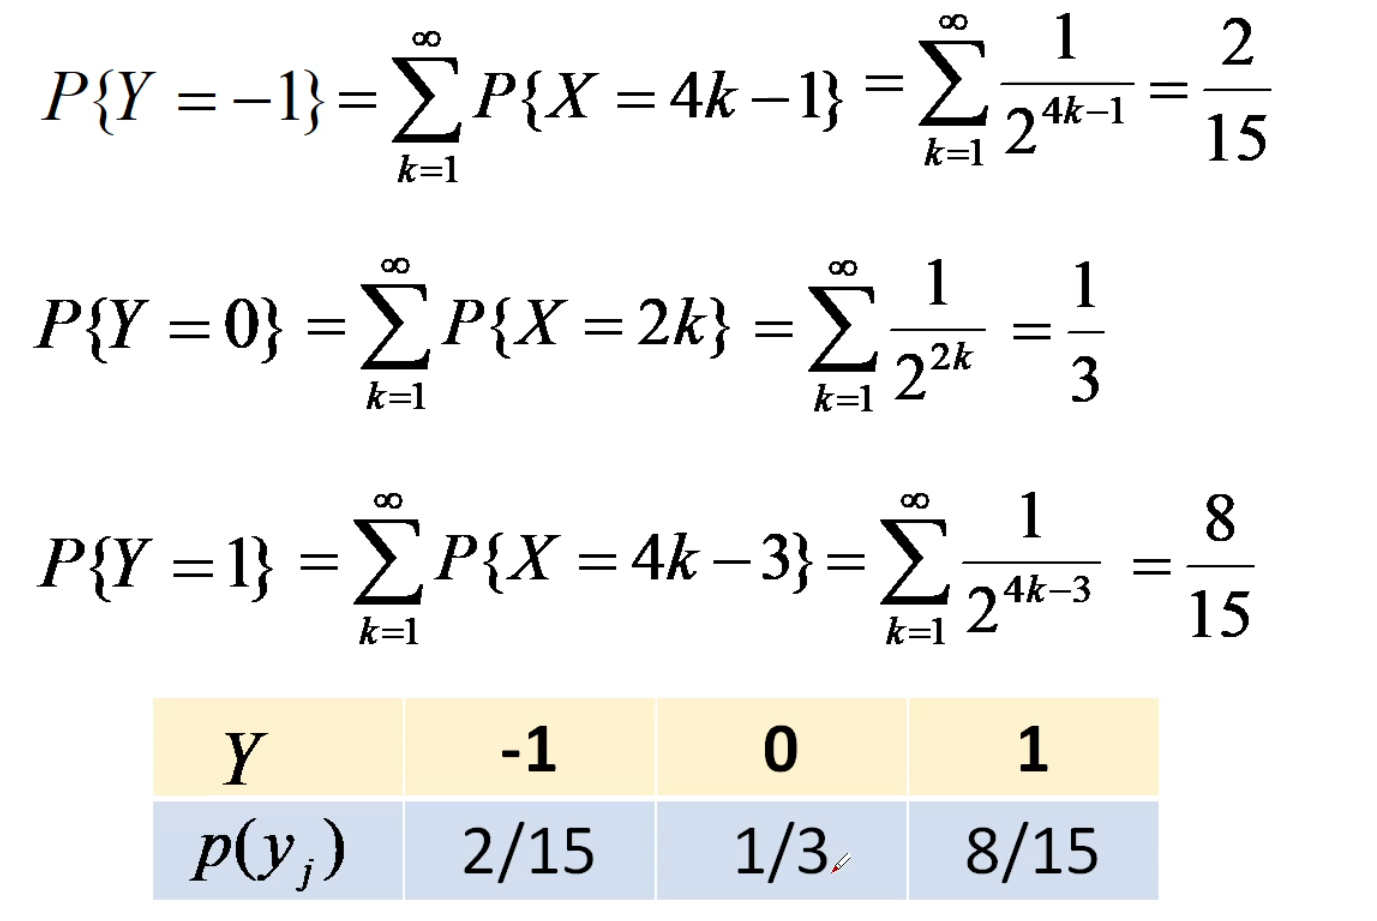 P{Y = −1} = ∑_{k=1}^{∞} P{X = 4k − 1} = ∑_{k=1}^{∞} 1/2^{4k−1} = 2/15
P{Y = 0} = ∑_{k=1}^{∞} P{X = 2k} = ∑_{k=1}^{∞} 1/2^{2k} = 1/3
P{Y = 1} = ∑_{k=1}^{∞} P{X = 4k − 3} = ∑_{k=1}^{∞} 1/2^{4k−3} = 8/15
Y -1 0 1
p(y_j) 2/15 1/3 8/15